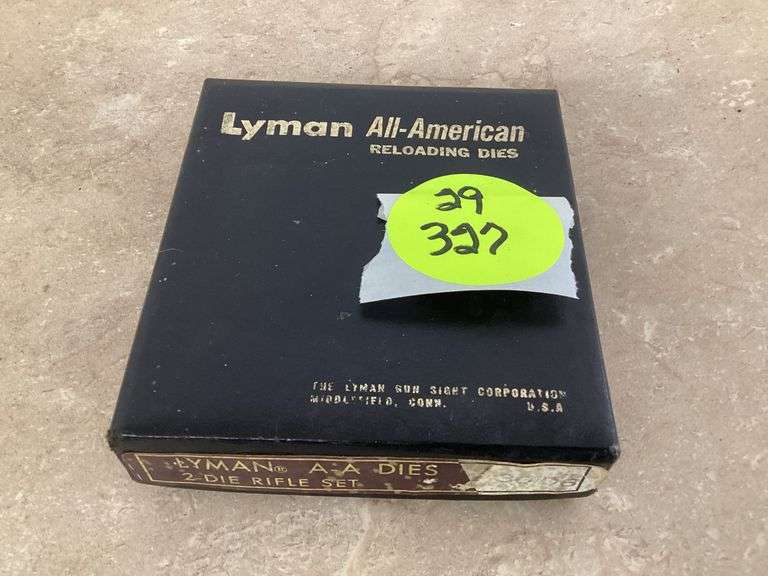 Lyman All-American
RELOADING DIES
29
327
THE LYMAN GUN SIGHT CORPORATION
MIDDLEFIELD, CONN. U.S.A
LYMAN® A-A DIES
2-DIE RIFLE SET